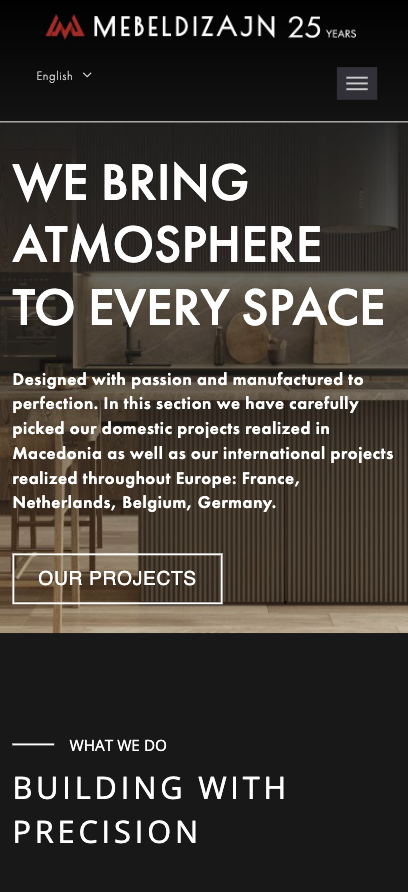 MEBELDIZAJN 25 YEARS
English
WE BRING
ATMOSPHERE
TO EVERY SPACE
Designed with passion and manufactured to
perfection. In this section we have carefully
picked our domestic projects realized in
Macedonia as well as our international projects
realized throughout Europe: France,
Netherlands, Belgium, Germany.
OUR PROJECTS
WHAT WE DO
BUILDING WITH
PRECISION